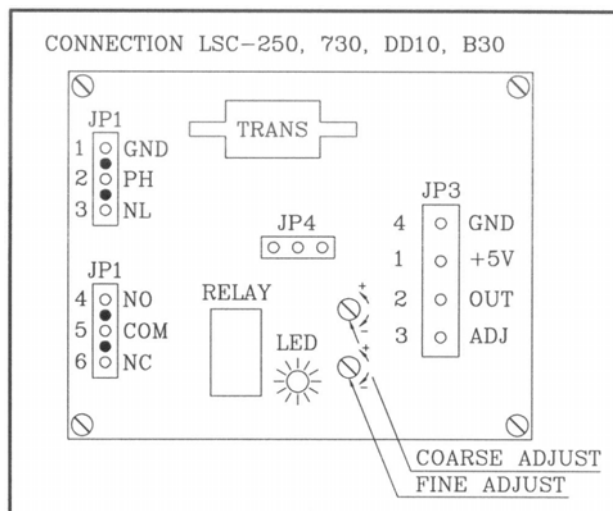 CONNECTION LSC-250, 730, DD10, B30
JP1
1 GND
2 PH
3 NL
TRANS
JP3
4 GND
1 +5V
2 OUT
3 ADJ
JP4
JP1
4 NO
5 COM
6 NC
RELAY
LED
+
-
+
-
COARSE ADJUST
FINE ADJUST